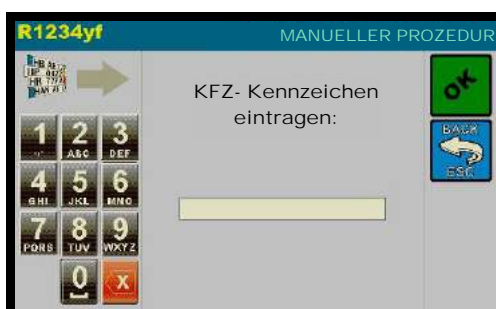 R1234yf
MANUELLER PROZEDUR
KFZ- Kennzeichen
eintragen:
OK
BACK
ESC
1
2
ABC
3
DEF
4
GHI
5
JKL
6
MNO
7
PQRS
8
TUV
9
WXYZ
0
X